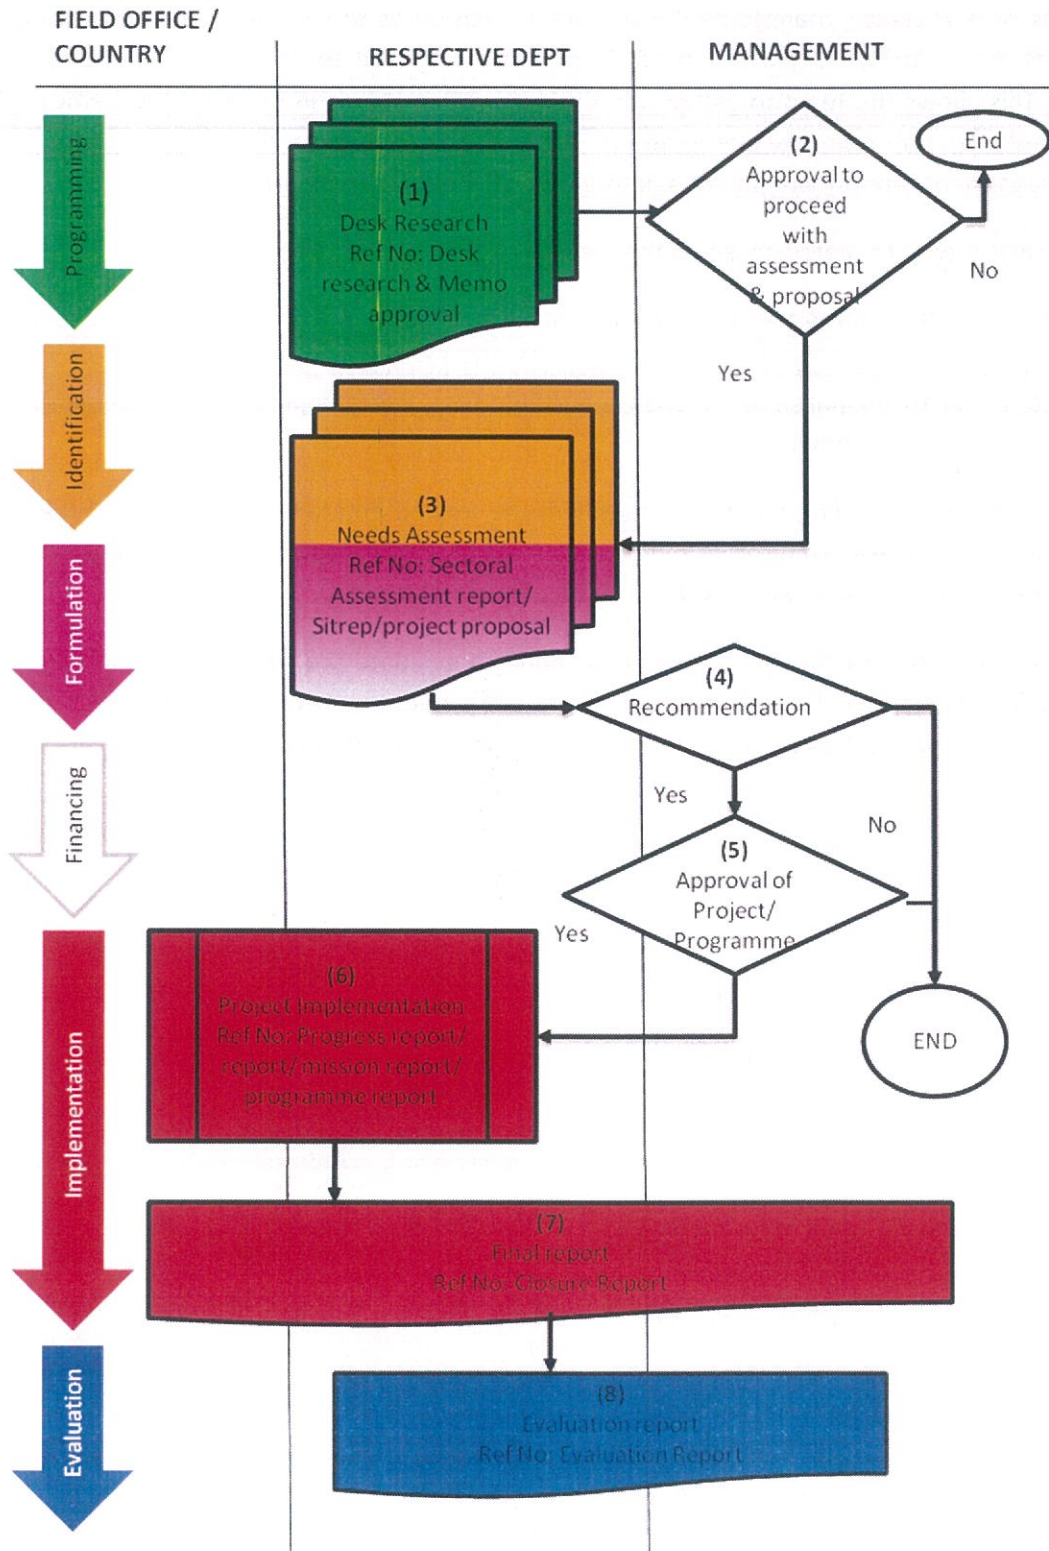 FIELD OFFICE /
COUNTRY
RESPECTIVE DEPT
MANAGEMENT
Programming
(1)
Desk Research
Ref No: Desk
research & Memo
approval
(2)
Approval to
proceed
with
assessment
& proposal
End
No
Yes
Identification
(3)
Needs Assessment
Ref No: Sectoral
Assessment report/
Sitrep/project proposal
Formulation
(4)
Recommendation
Yes
No
Financing
(5)
Approval of
Project/
Programme
Yes
END
Implementation
(6)
Project Implementation
Ref No: Progress report/
report/mission report/
programme report
(7)
Final report
Ref No: Closure Report
Evaluation
(8)
Evaluation report
Ref No: Evaluation Report